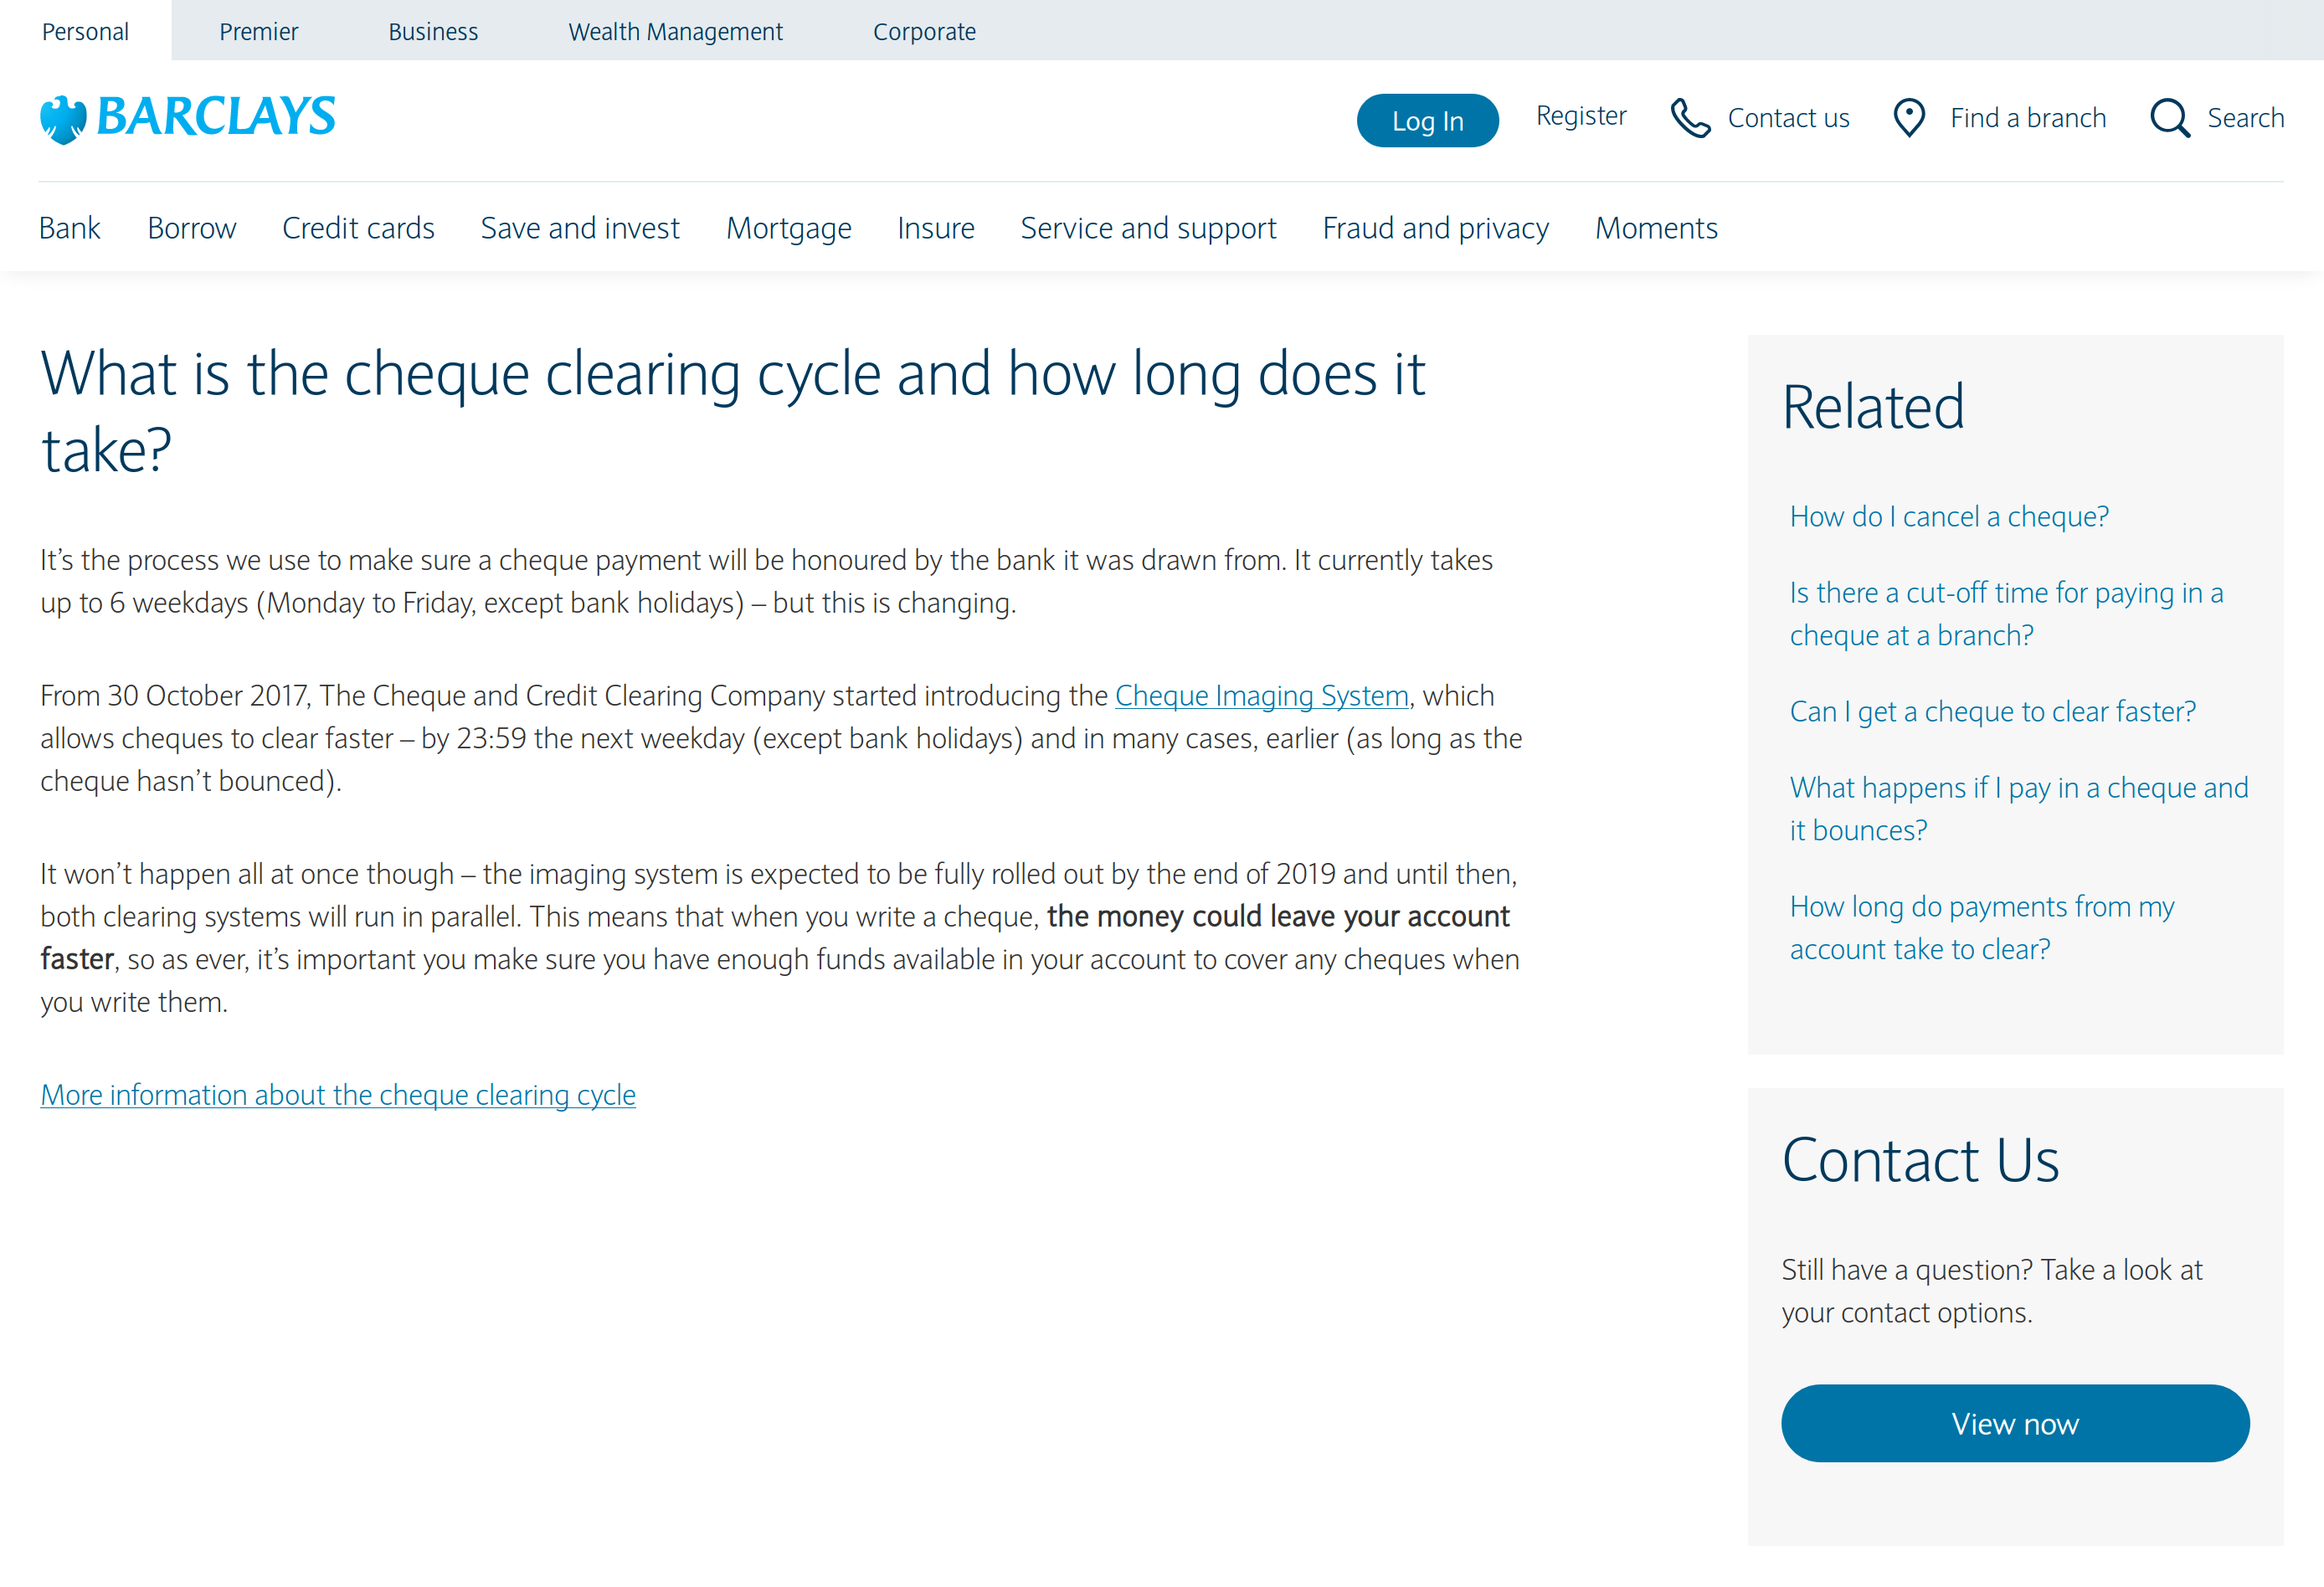 Personal
Premier
Business
Wealth Management
Corporate
BARCLAYS
Log In
Register
Contact us
Find a branch
Search
Bank
Borrow
Credit cards
Save and invest
Mortgage
Insure
Service and support
Fraud and privacy
Moments
What is the cheque clearing cycle and how long does it
take?
It’s the process we use to make sure a cheque payment will be honoured by the bank it was drawn from. It currently takes
up to 6 weekdays (Monday to Friday, except bank holidays) – but this is changing.
From 30 October 2017, The Cheque and Credit Clearing Company started introducing the Cheque Imaging System, which
allows cheques to clear faster – by 23:59 the next weekday (except bank holidays) and in many cases, earlier (as long as the
cheque hasn’t bounced).
It won’t happen all at once though – the imaging system is expected to be fully rolled out by the end of 2019 and until then,
both clearing systems will run in parallel. This means that when you write a cheque, the money could leave your account
faster, so as ever, it’s important you make sure you have enough funds available in your account to cover any cheques when
you write them.
More information about the cheque clearing cycle
Related
How do I cancel a cheque?
Is there a cut-off time for paying in a
cheque at a branch?
Can I get a cheque to clear faster?
What happens if I pay in a cheque and
it bounces?
How long do payments from my
account take to clear?
Contact Us
Still have a question? Take a look at
your contact options.
View now